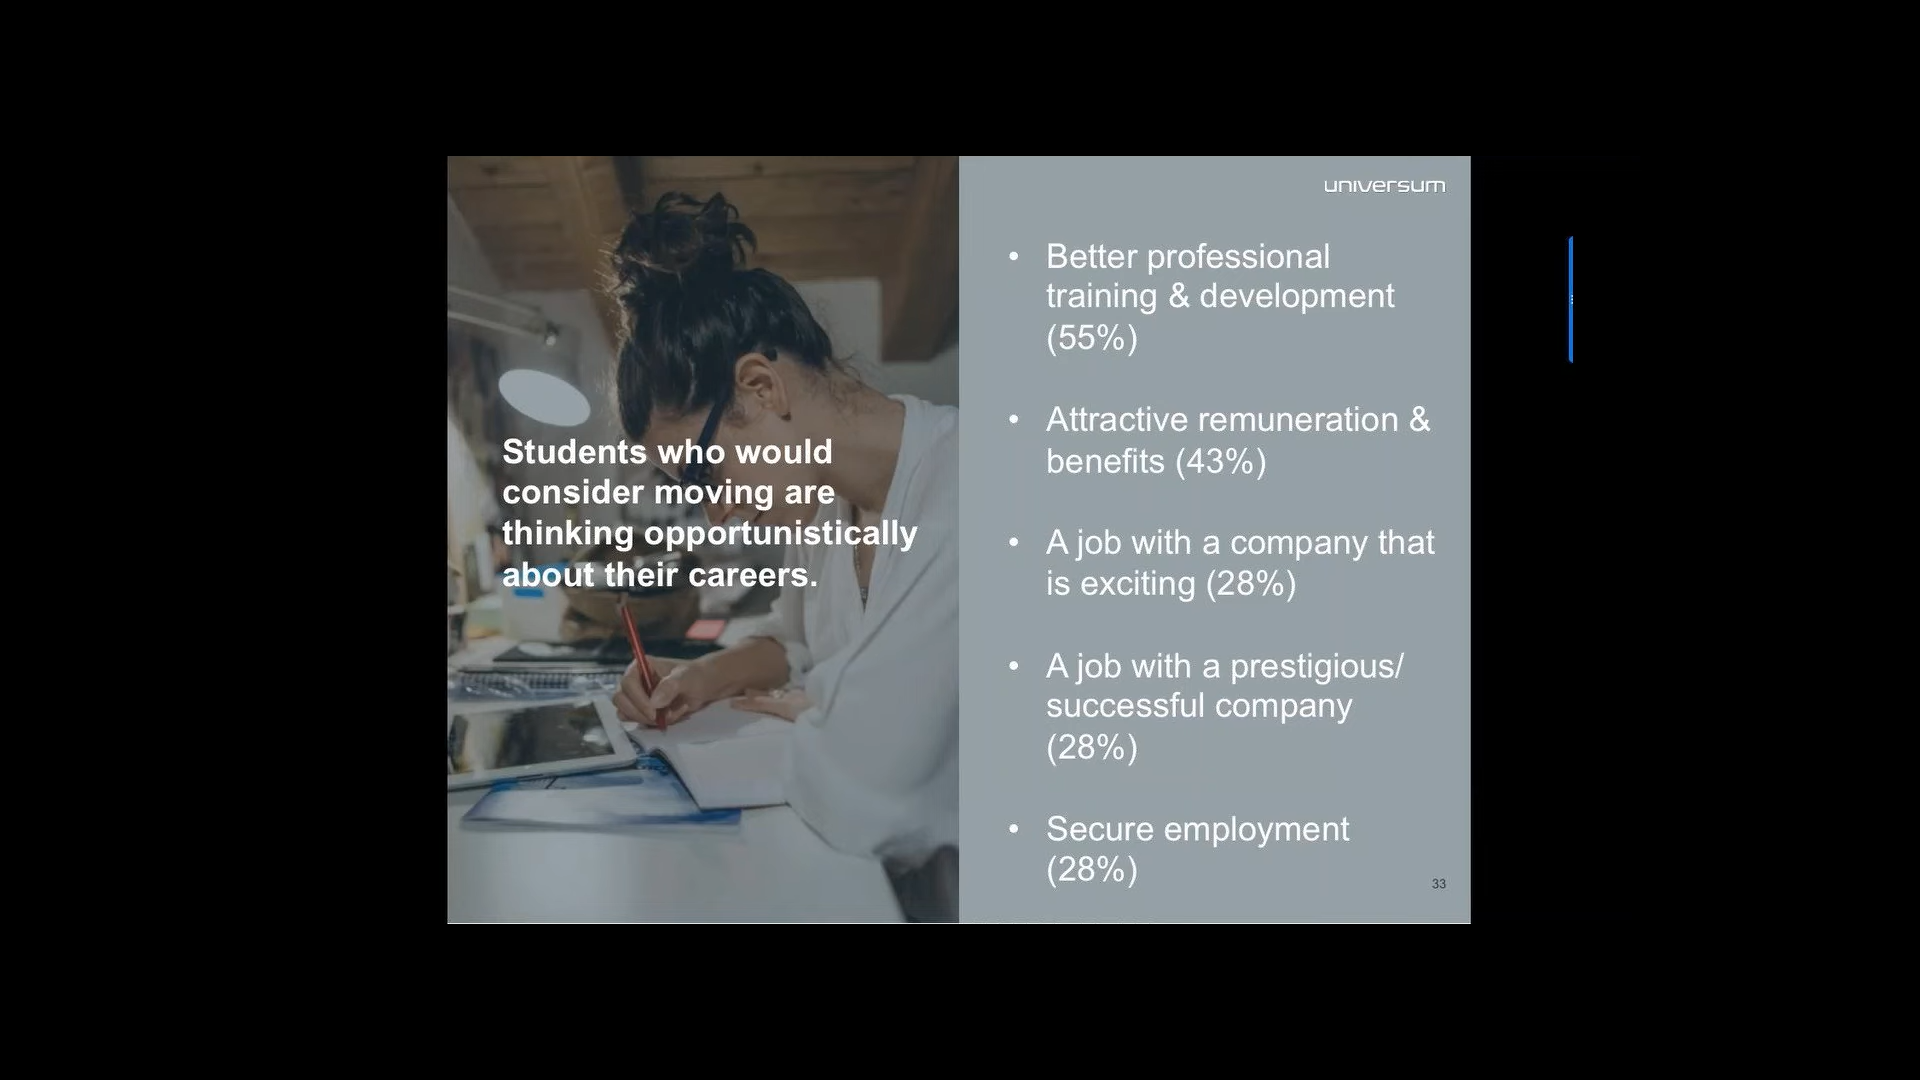 universum
Students who would
consider moving are
thinking opportunistically
about their careers.
• Better professional
training & development
(55%)
• Attractive remuneration &
benefits (43%)
• A job with a company that
is exciting (28%)
• A job with a prestigious/
successful company
(28%)
• Secure employment
(28%)
33